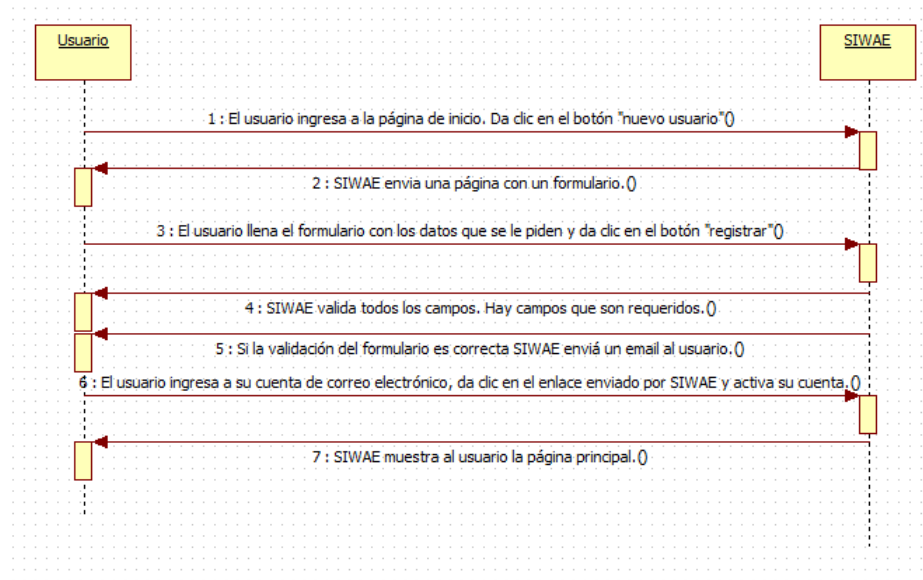 Usuario
SIWAE
1 : El usuario ingresa a la página de inicio. Da clic en el botón "nuevo usuario"()
2 : SIWAE envia una página con un formulario.()
3 : El usuario llena el formulario con los datos que se le piden y da clic en el botón "registrar"()
4 : SIWAE valida todos los campos. Hay campos que son requeridos.()
5 : Si la validación del formulario es correcta SIWAE enviá un email al usuario.()
6 : El usuario ingresa a su cuenta de correo electrónico, da clic en el enlace enviado por SIWAE y activa su cuenta.()
7 : SIWAE muestra al usuario la página principal.()